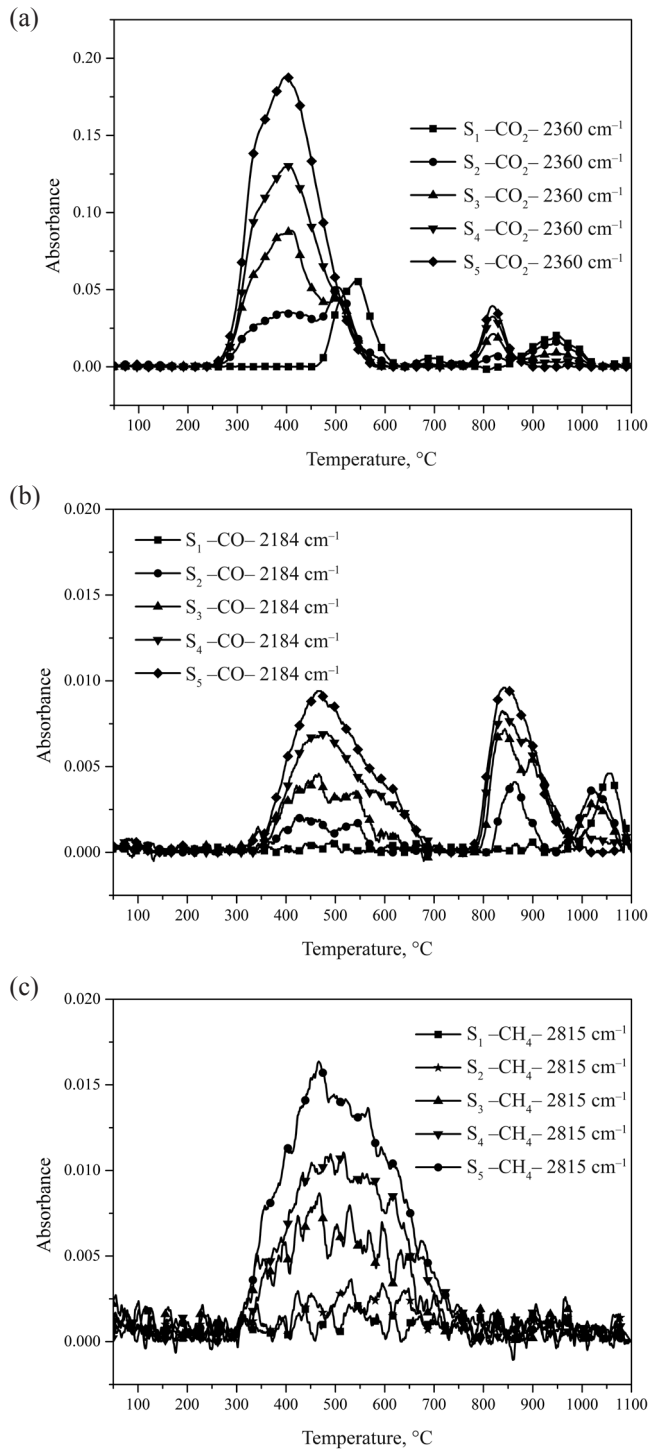 (a)
0.20
0.15
0.10
0.05
0.00
Absorbance
S₁ –CO₂– 2360 cm⁻¹
S₂ –CO₂– 2360 cm⁻¹
S₃ –CO₂– 2360 cm⁻¹
S₄ –CO₂– 2360 cm⁻¹
S₅ –CO₂– 2360 cm⁻¹
100 200 300 400 500 600 700 800 900 1000 1100
Temperature, °C
(b)
0.020
0.015
0.010
0.005
0.000
Absorbance
S₁ –CO– 2184 cm⁻¹
S₂ –CO– 2184 cm⁻¹
S₃ –CO– 2184 cm⁻¹
S₄ –CO– 2184 cm⁻¹
S₅ –CO– 2184 cm⁻¹
100 200 300 400 500 600 700 800 900 1000 1100
Temperature, °C
(c)
0.020
0.015
0.010
0.005
0.000
Absorbance
S₁ –CH₄– 2815 cm⁻¹
S₂ –CH₄– 2815 cm⁻¹
S₃ –CH₄– 2815 cm⁻¹
S₄ –CH₄– 2815 cm⁻¹
S₅ –CH₄– 2815 cm⁻¹
100 200 300 400 500 600 700 800 900 1000 1100
Temperature, °C